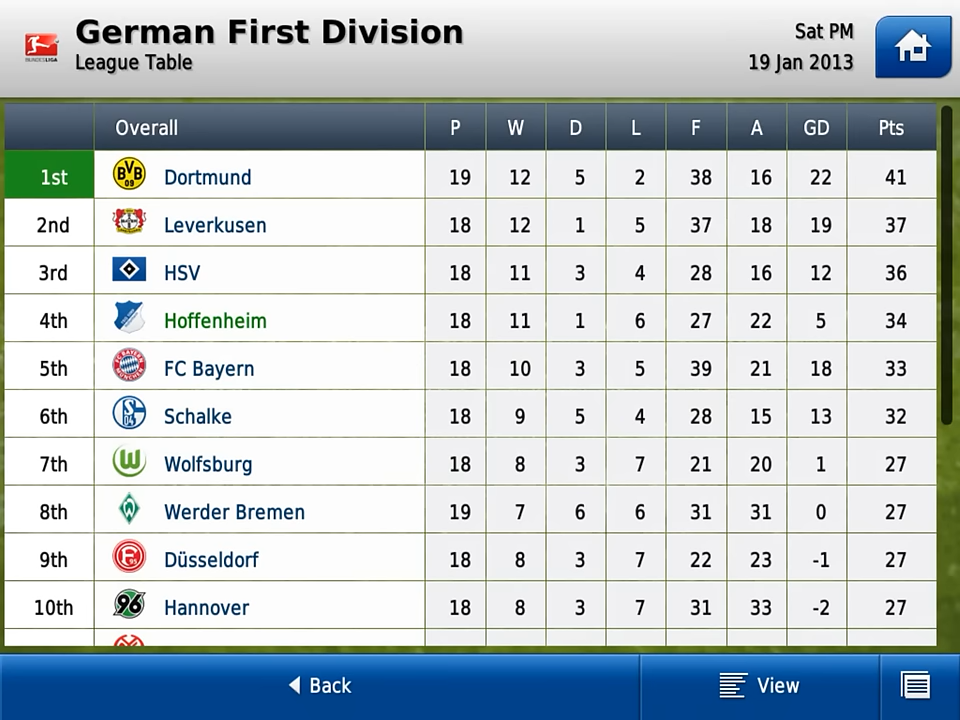 German First Division
League Table
Sat PM
19 Jan 2013
BUNDESLIGA
Overall P W D L F A GD Pts
1st BVB 09 Dortmund 19 12 5 2 38 16 22 41
2nd Leverkusen 18 12 1 5 37 18 19 37
3rd HSV 18 11 3 4 28 16 12 36
4th Hoffenheim 18 11 1 6 27 22 5 34
5th FC Bayern 18 10 3 5 39 21 18 33
6th Schalke 18 9 5 4 28 15 13 32
7th Wolfsburg 18 8 3 7 21 20 1 27
8th Werder Bremen 19 7 6 6 31 31 0 27
9th Düsseldorf 18 8 3 7 22 23 -1 27
10th 96 Hannover 18 8 3 7 31 33 -2 27
Back View